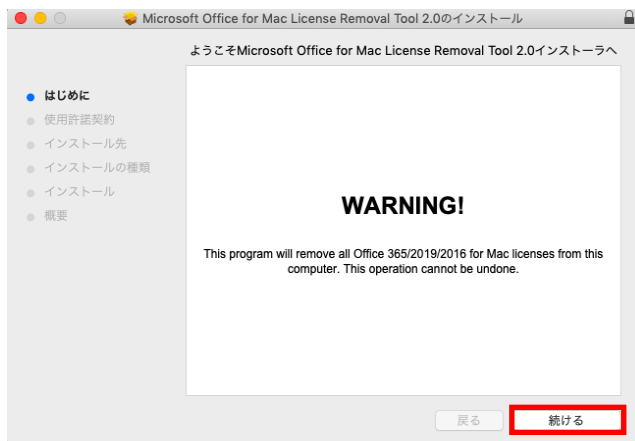 Microsoft Office for Mac License Removal Tool 2.0のインストール
ようこそMicrosoft Office for Mac License Removal Tool 2.0インストーラへ
はじめに
使用許諾契約
インストール先
インストールの種類
インストール
概要
WARNING!
This program will remove all Office 365/2019/2016 for Mac licenses from this
computer. This operation cannot be undone.
戻る
続ける